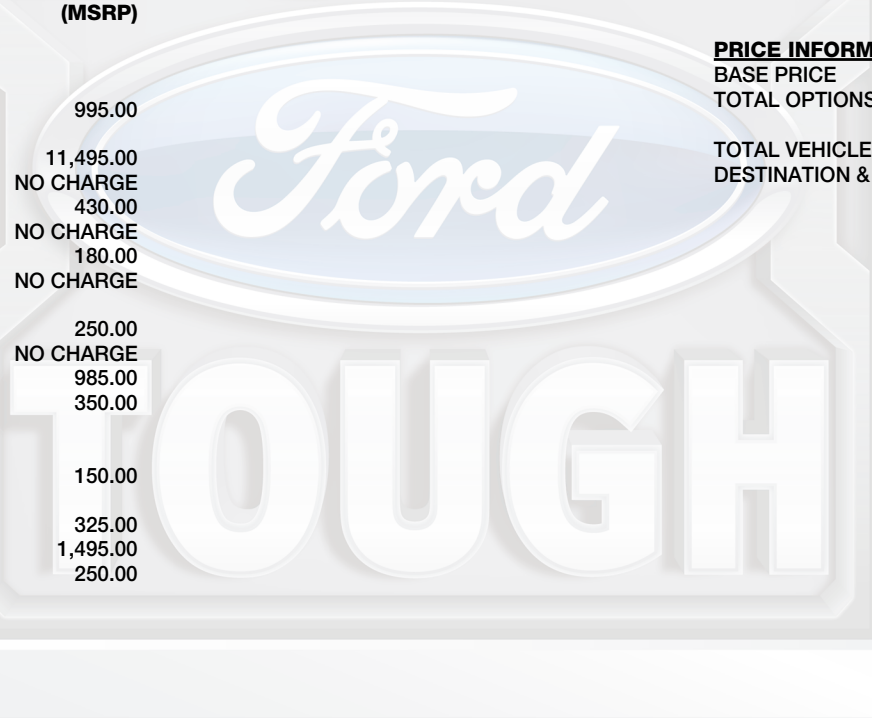 (MSRP)
995.00
11,495.00
NO CHARGE
430.00
NO CHARGE
180.00
NO CHARGE
250.00
NO CHARGE
985.00
350.00
150.00
325.00
1,495.00
250.00
PRICE INFORM
BASE PRICE
TOTAL OPTIONS
TOTAL VEHICLE
DESTINATION &
Ford
TOUGH